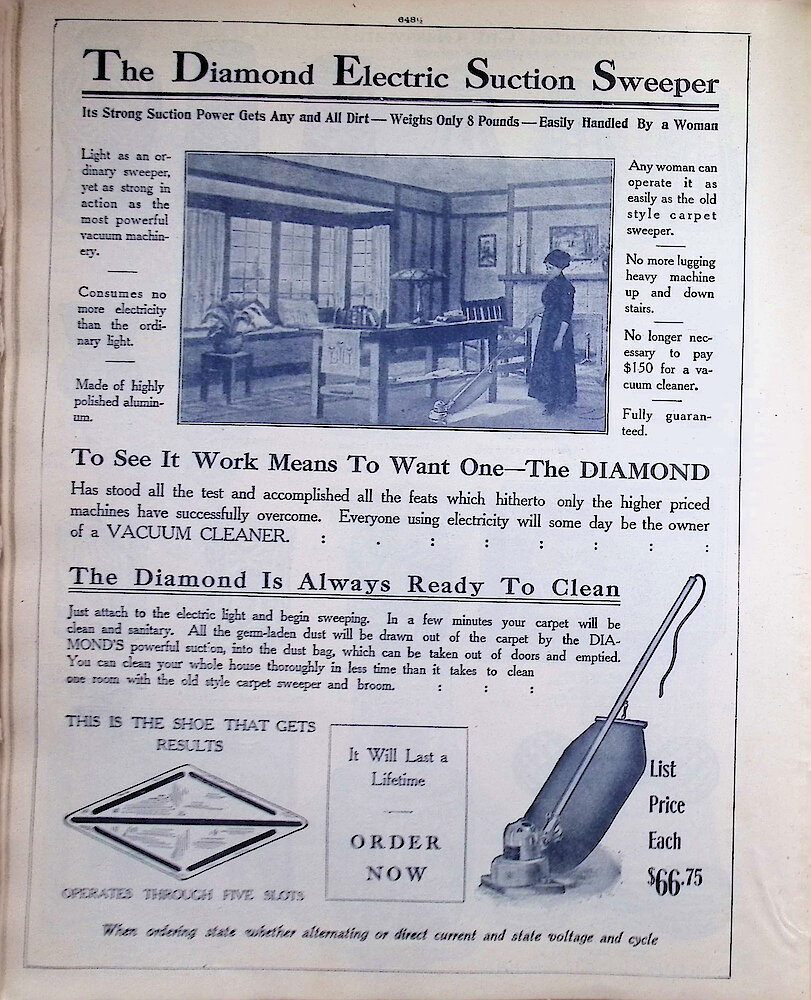 648½
The Diamond Electric Suction Sweeper
Its Strong Suction Power Gets Any and All Dirt—Weighs Only 8 Pounds—Easily Handled By a Woman
Light as an or-
dinary sweeper,
yet as strong in
action as the
most powerful
vacuum machin-
ery.
Consumes no
more electricity
than the ordi-
nary light.
Made of highly
polished alumin-
um.
Any woman can
operate it as
easily as the old
style carpet
sweeper.
No more lugging
heavy machine
up and down
stairs.
No longer nec-
essary to pay
$150 for a va-
cuum cleaner.
Fully guaran-
teed.
To See It Work Means To Want One—The DIAMOND
Has stood all the test and accomplished all the feats which hitherto only the higher priced
machines have successfully overcome. Everyone using electricity will some day be the owner
of a VACUUM CLEANER. : . : : : : : :
The Diamond Is Always Ready To Clean
Just attach to the electric light and begin sweeping. In a few minutes your carpet will be
clean and sanitary. All the germ-laden dust will be drawn out of the carpet by the DIA-
MOND'S powerful suction, into the dust bag, which can be taken out of doors and emptied.
You can clean your whole house thoroughly in less time than it takes to clean
one room with the old style carpet sweeper and broom. : : :
THIS IS THE SHOE THAT GETS
RESULTS
OPERATES THROUGH FIVE SLOTS
It Will Last a
Lifetime
ORDER
NOW
List
Price
Each
$66.75
When ordering state whether alternating or direct current and state voltage and cycle